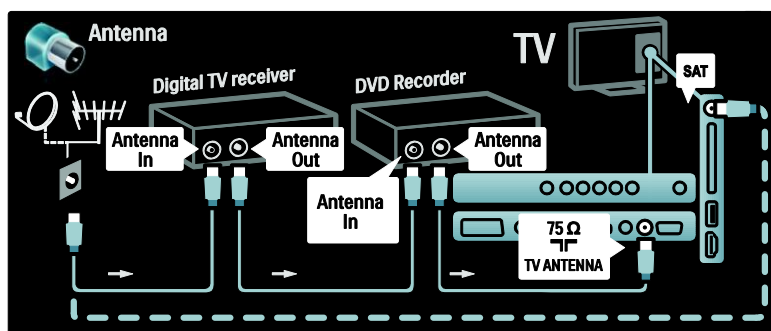 Antenna
TV
SAT
Digital TV receiver
DVD Recorder
Antenna
In
Antenna
Out
Antenna
In
Antenna
Out
75 Ω
TV ANTENNA